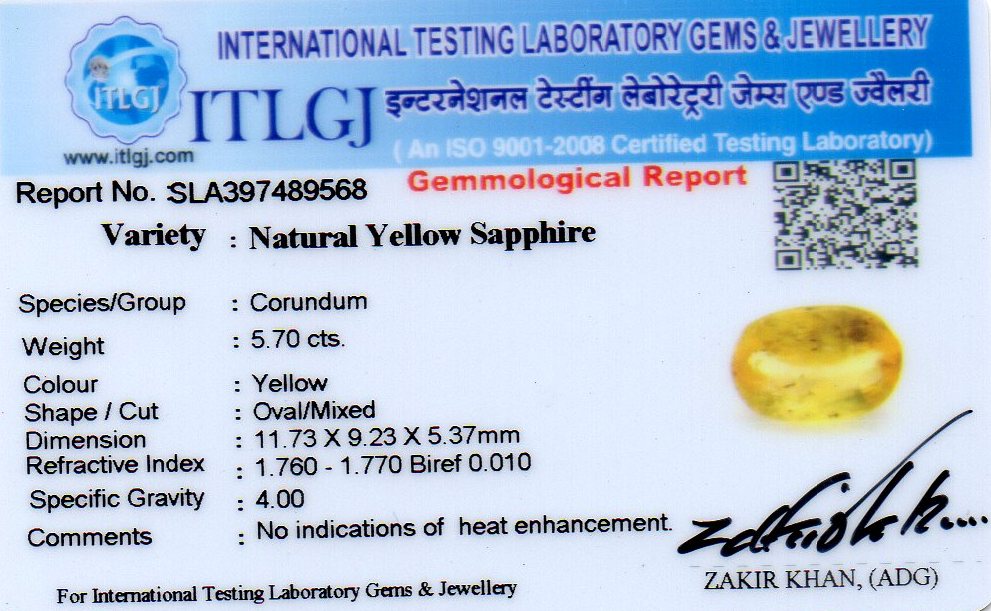 INTERNATIONAL TESTING LABORATORY GEMS & JEWELLERY
ITLGJ
ITLGJ इन्टरनेशनल टेस्टींग लेबोरेट्ररी जेम्स एण्ड ज्वैलरी
www.itlgj.com
( An ISO 9001-2008 Certified Testing Laboratory)
Report No. :SLA397489568
Gemmological Report
Variety : Natural Yellow Sapphire
Species/Group : Corundum
Weight : 5.70 cts.
Colour : Yellow
Shape / Cut : Oval/Mixed
Dimension : 11.73 X 9.23 X 5.37mm
Refractive Index : 1.760 - 1.770 Biref 0.010
Specific Gravity : 4.00
Comments : No indications of heat enhancement.
ZAKIR KHAN, (ADG)
For International Testing Laboratory Gems & Jewellery